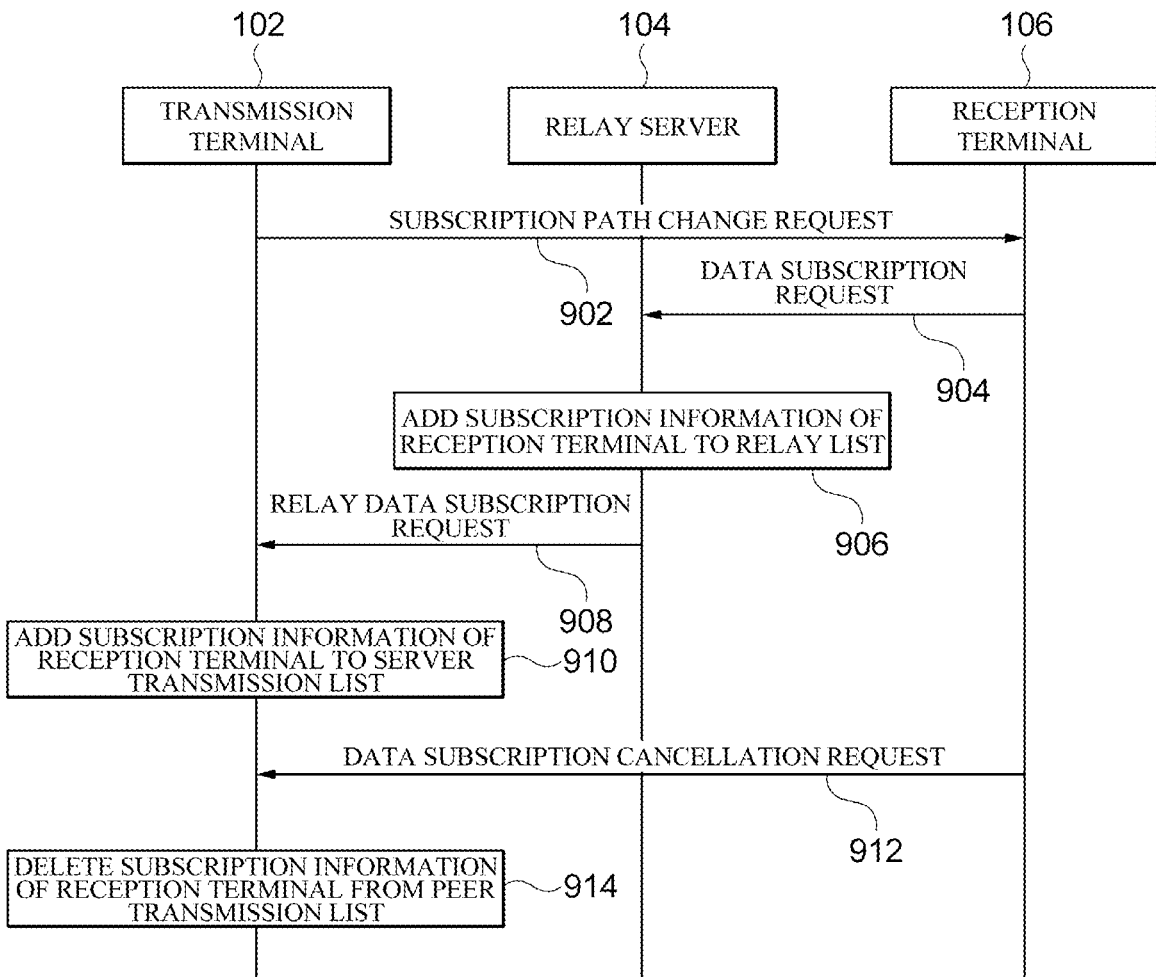 102
104
106
TRANSMISSION
TERMINAL
RELAY SERVER
RECEPTION
TERMINAL
SUBSCRIPTION PATH CHANGE REQUEST
902
DATA SUBSCRIPTION
REQUEST
904
ADD SUBSCRIPTION INFORMATION OF
RECEPTION TERMINAL TO RELAY LIST
906
RELAY DATA SUBSCRIPTION
REQUEST
908
ADD SUBSCRIPTION INFORMATION OF
RECEPTION TERMINAL TO SERVER
TRANSMISSION LIST
910
DATA SUBSCRIPTION CANCELLATION REQUEST
912
DELETE SUBSCRIPTION INFORMATION
OF RECEPTION TERMINAL FROM PEER
TRANSMISSION LIST
914